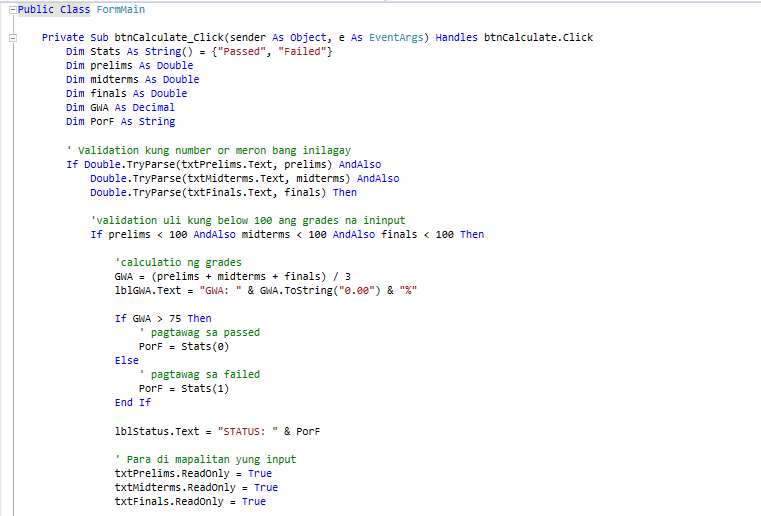 Public Class FormMain
Private Sub btnCalculate_Click(sender As Object, e As EventArgs) Handles btnCalculate.Click
Dim Stats As String() = {"Passed", "Failed"}
Dim prelims As Double
Dim midterms As Double
Dim finals As Double
Dim GWA As Decimal
Dim PorF As String
' Validation kung number or meron bang inilagay
If Double.TryParse(txtPrelims.Text, prelims) AndAlso
Double.TryParse(txtMidterms.Text, midterms) AndAlso
Double.TryParse(txtFinals.Text, finals) Then
'validation uli kung below 100 ang grades na ininput
If prelims < 100 AndAlso midterms < 100 AndAlso finals < 100 Then
'calculatio ng grades
GWA = (prelims + midterms + finals) / 3
lblGWA.Text = "GWA: " & GWA.ToString("0.00") & "%"
If GWA > 75 Then
' pagtawag sa passed
PorF = Stats(0)
Else
' pagtawag sa failed
PorF = Stats(1)
End If
lblStatus.Text = "STATUS: " & PorF
' Para di mapalitan yung input
txtPrelims.ReadOnly = True
txtMidterms.ReadOnly = True
txtFinals.ReadOnly = True